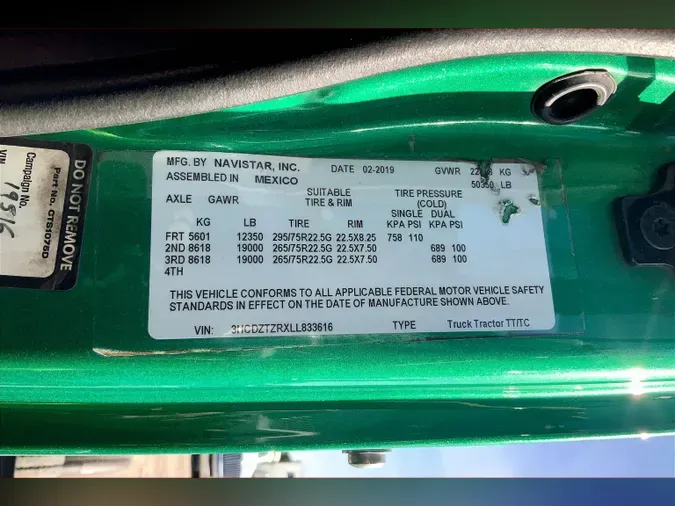 MFG. BY NAVISTAR, INC. DATE 02-2019 GVWR KG
ASSEMBLED IN MEXICO 50350 LB
AXLE GAWR SUITABLE TIRE & RIM TIRE PRESSURE (COLD)
SINGLE DUAL
KG LB TIRE RIM KPA PSI KPA PSI
FRT 5601 12350 295/75R22.5G 22.5X8.25 758 110
2ND 8618 19000 265/75R22.5G 22.5X7.50 689 100
3RD 8618 19000 265/75R22.5G 22.5X7.50 689 100
4TH
THIS VEHICLE CONFORMS TO ALL APPLICABLE FEDERAL MOTOR VEHICLE SAFETY
STANDARDS IN EFFECT ON THE DATE OF MANUFACTURE SHOWN ABOVE.
VIN: 3HCDZTZRXLL833616 TYPE Truck Tractor TT/TC
DO NOT REMOVE
Part No. CTS1075D
Campaign No.
VIN